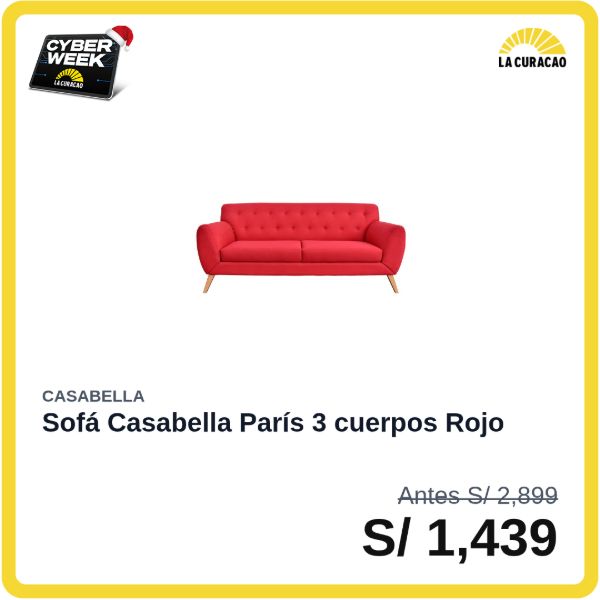 CYBER
WEEK
LA CURACAO
LA CURACAO
CASABELLA
Sofá Casabella París 3 cuerpos Rojo
Antes S/ 2,899
S/ 1,439